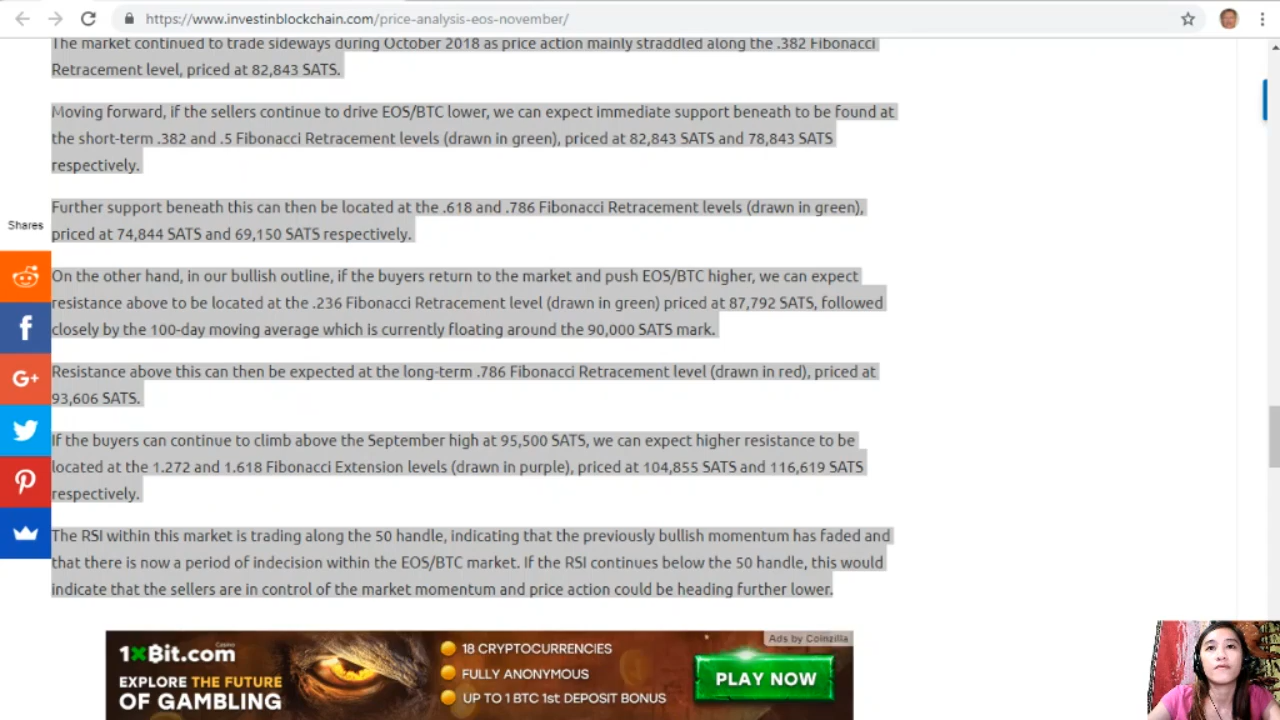 https://www.investinblockchain.com/price-analysis-eos-november/
The market continued to trade sideways during October 2018 as price action mainly straddled along the .382 Fibonacci
Retracement level, priced at 82,843 SATS.
Moving forward, if the sellers continue to drive EOS/BTC lower, we can expect immediate support beneath to be found at
the short-term .382 and .5 Fibonacci Retracement levels (drawn in green), priced at 82,843 SATS and 78,843 SATS
respectively.
Further support beneath this can then be located at the .618 and .786 Fibonacci Retracement levels (drawn in green),
priced at 74,844 SATS and 69,150 SATS respectively.
Shares
On the other hand, in our bullish outline, if the buyers return to the market and push EOS/BTC higher, we can expect
resistance above to be located at the .236 Fibonacci Retracement level (drawn in green) priced at 87,792 SATS, followed
closely by the 100-day moving average which is currently floating around the 90,000 SATS mark.
Resistance above this can then be expected at the long-term .786 Fibonacci Retracement level (drawn in red), priced at
93,606 SATS.
If the buyers can continue to climb above the September high at 95,500 SATS, we can expect higher resistance to be
located at the 1.272 and 1.618 Fibonacci Extension levels (drawn in purple), priced at 104,855 SATS and 116,619 SATS
respectively.
The RSI within this market is trading along the 50 handle, indicating that the previously bullish momentum has faded and
that there is now a period of indecision within the EOS/BTC market. If the RSI continues below the 50 handle, this would
indicate that the sellers are in control of the market momentum and price action could be heading further lower.
Ads by Coinzilla
1xBit.com Casino
EXPLORE THE FUTURE
OF GAMBLING
18 CRYPTOCURRENCIES
FULLY ANONYMOUS
UP TO 1 BTC 1st DEPOSIT BONUS
PLAY NOW